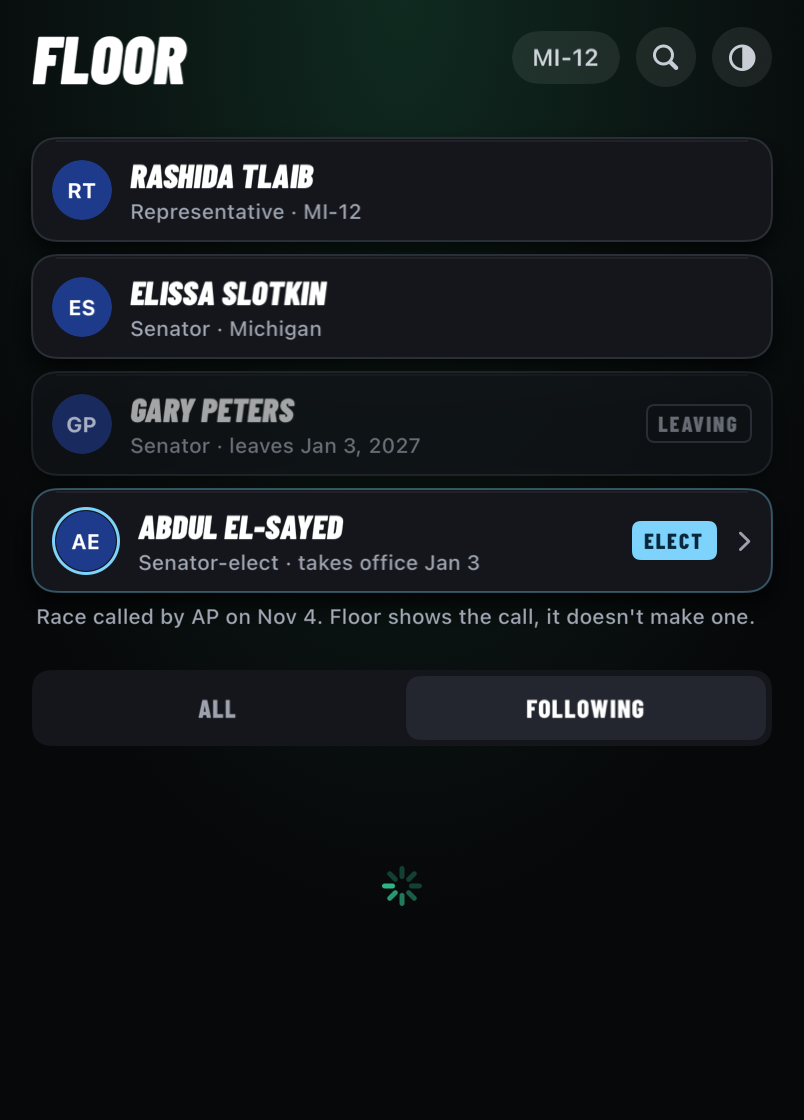 FLOOR
MI-12
RT
RASHIDA TLAIB
Representative · MI-12
ES
ELISSA SLOTKIN
Senator · Michigan
GP
GARY PETERS
Senator · leaves Jan 3, 2027
LEAVING
AE
ABDUL EL-SAYED
Senator-elect · takes office Jan 3
ELECT
Race called by AP on Nov 4. Floor shows the call, it doesn't make one.
ALL
FOLLOWING